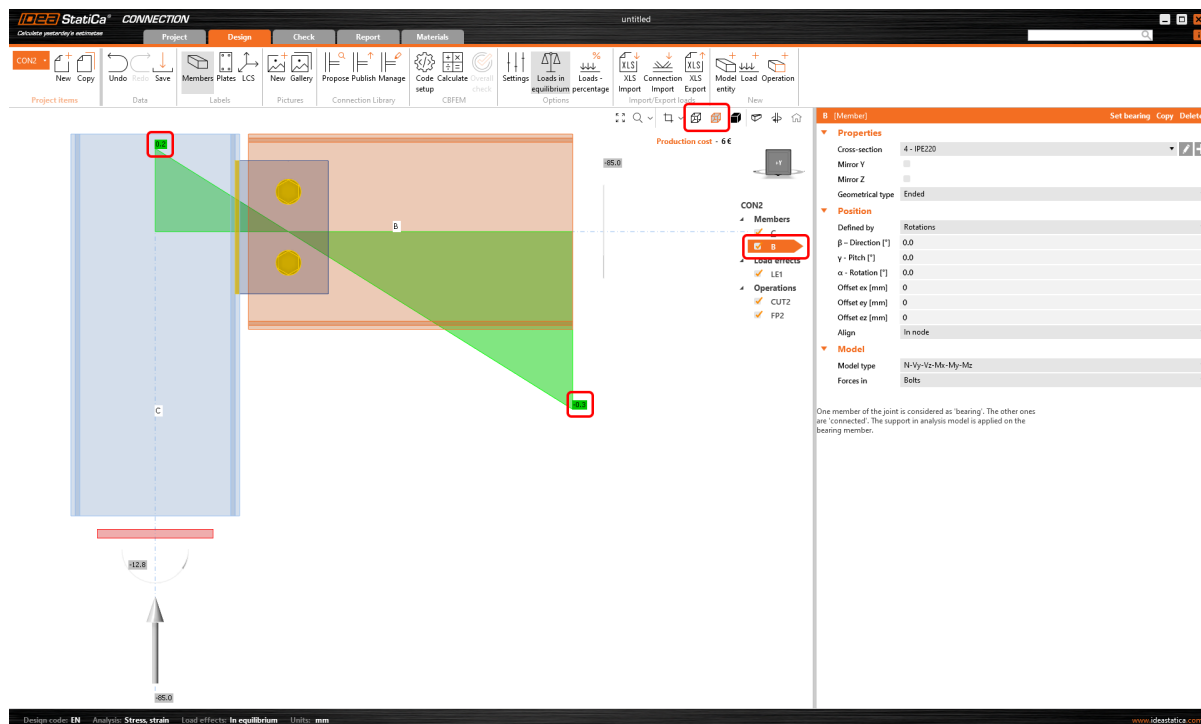 IDEA StatiCa® CONNECTION
untitled
Calculate yesterday's estimates
Project Design Check Report Materials
CON2
New Copy
Undo Redo Save
Members Plates LCS
New Gallery
Propose Publish Manage
Code setup Calculate Overall check
Settings Loads in equilibrium Loads - percentage
XLS Import Connection Import XLS Export
Model entity Load Operation
Project items Data Labels Pictures Connection Library CBFEM Options Import/Export loads New
Production cost - 6 €
0.2
-85.0
+Y
B
C
-0.3
-12.8
-85.0
CON2
Members
C
B
Load effects
LE1
Operations
CUT2
FP2
B [Member]
Set bearing Copy Delete
Properties
Cross-section 4 - IPE220
Mirror Y
Mirror Z
Geometrical type Ended
Position
Defined by Rotations
β – Direction [°] 0.0
γ - Pitch [°] 0.0
α - Rotation [°] 0.0
Offset ex [mm] 0
Offset ey [mm] 0
Offset ez [mm] 0
Align In node
Model
Model type N-Vy-Vz-Mx-My-Mz
Forces in Bolts
One member of the joint is considered as 'bearing'. The other ones
are 'connected'. The support in analysis model is applied on the
bearing member.
Design code: EN Analysis: Stress, strain Load effects: In equilibrium Units: mm
www.ideastatica.com